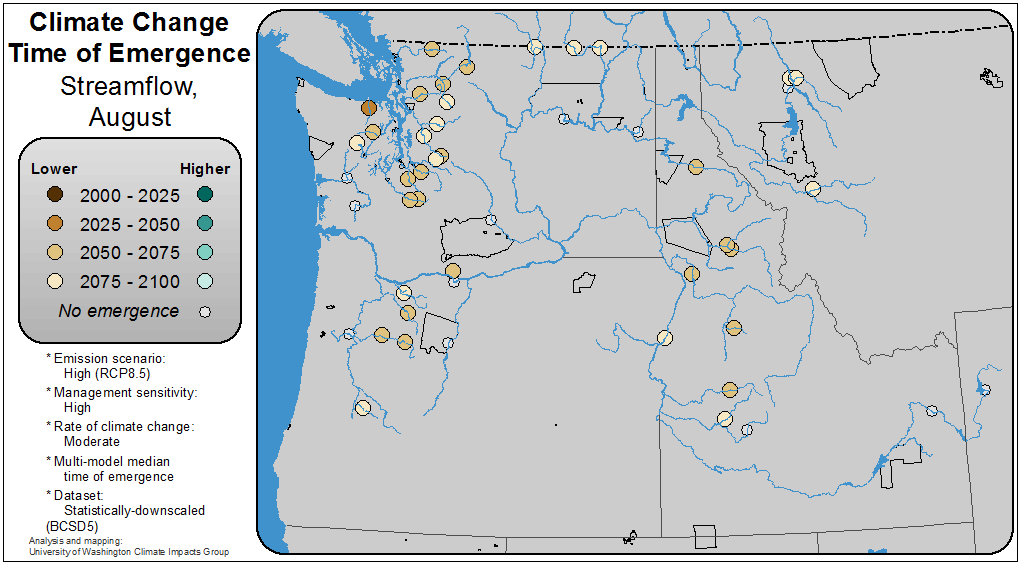 Climate Change
Time of Emergence
Streamflow,
August
Lower Higher
2000 - 2025
2025 - 2050
2050 - 2075
2075 - 2100
No emergence
* Emission scenario:
High (RCP8.5)
* Management sensitivity:
High
* Rate of climate change:
Moderate
* Multi-model median
time of emergence
* Dataset:
Statistically-downscaled
(BCSD5)
Analysis and mapping:
University of Washington Climate Impacts Group